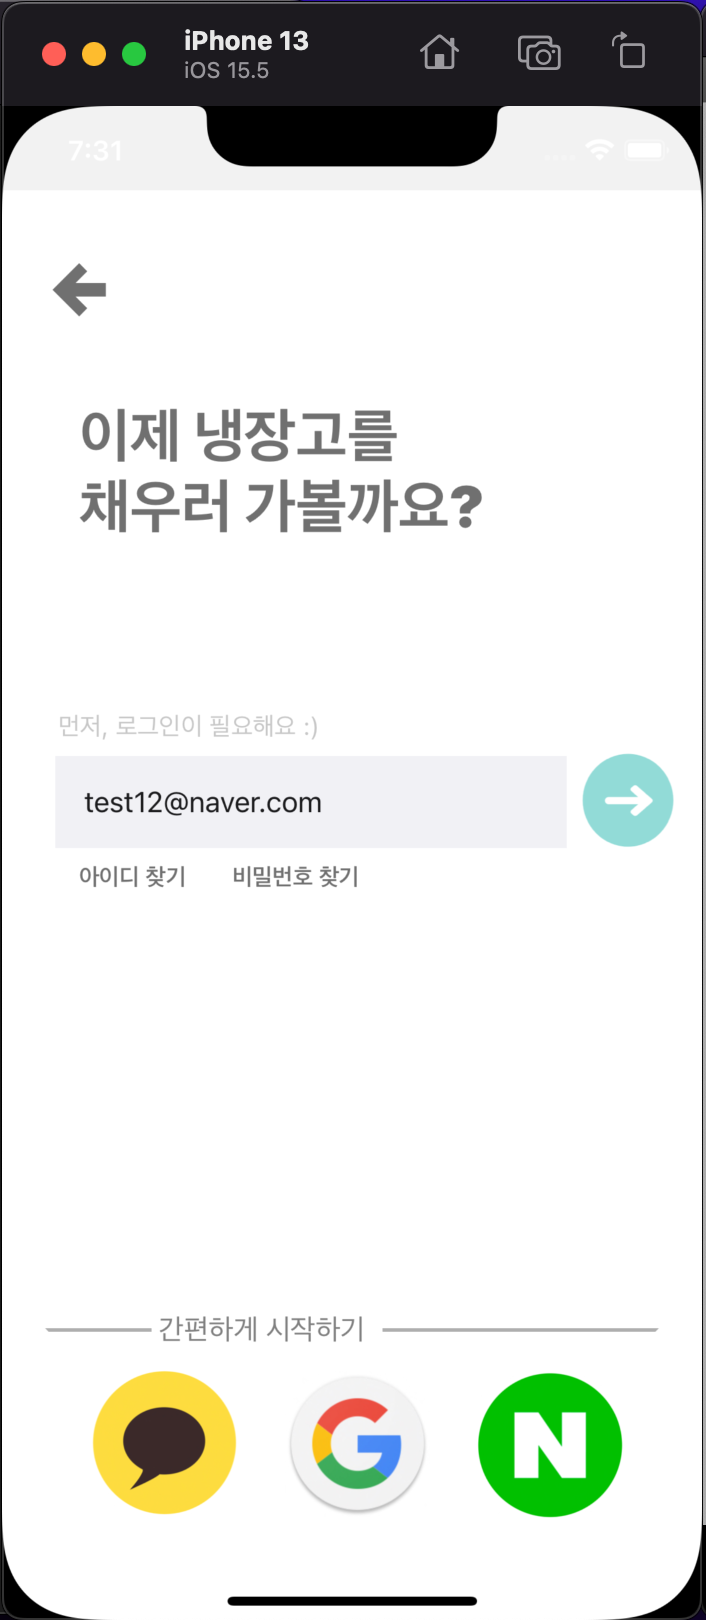 iPhone 13
iOS 15.5
7:31
이제 냉장고를
채우러 가볼까요?
먼저, 로그인이 필요해요 :)
test12@naver.com
아이디 찾기 비밀번호 찾기
간편하게 시작하기
N